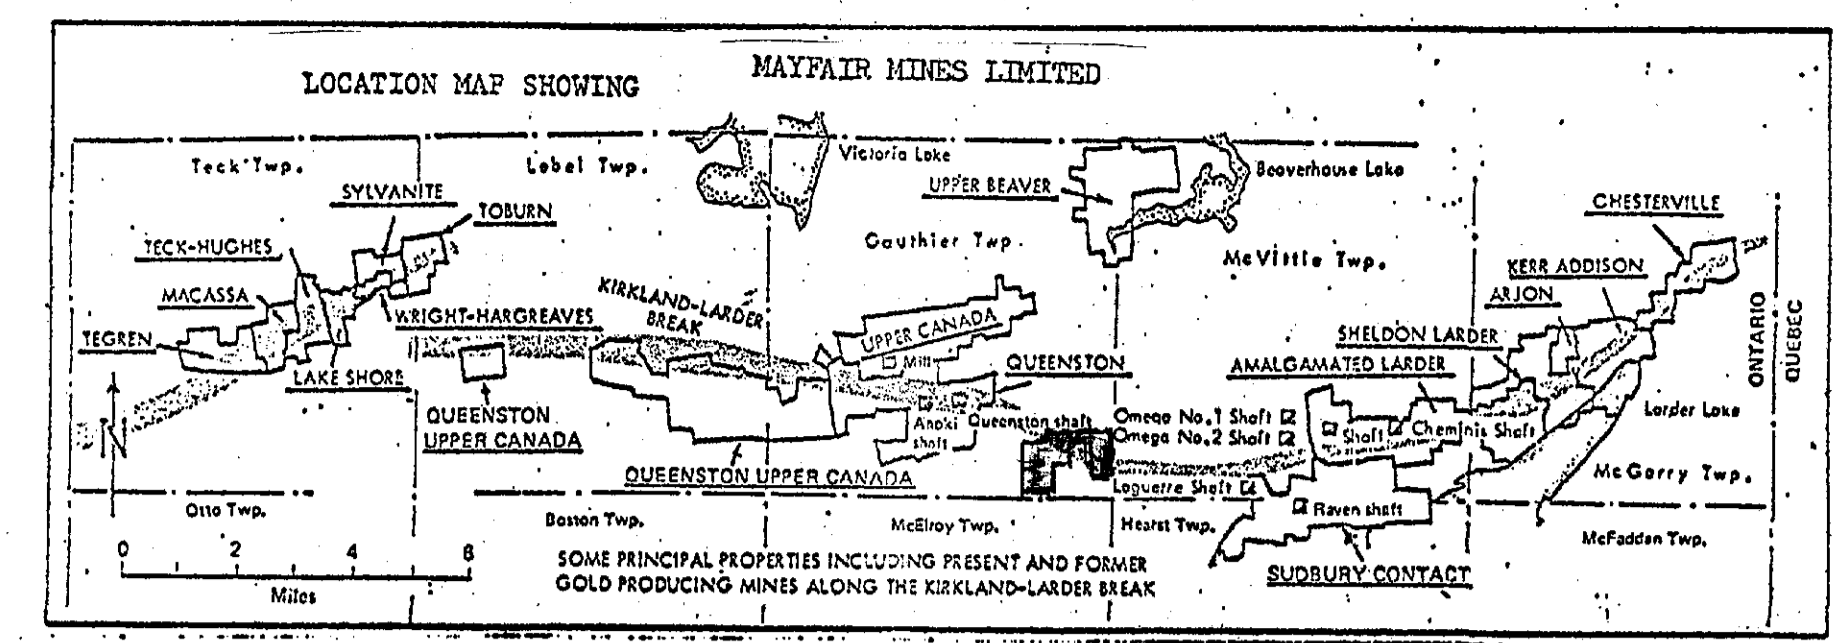 LOCATION MAP SHOWING
MAYFAIR MINES LIMITED
Teck Twp.
Lebel Twp.
Victoria Lake
Beaverhouse Lake
SYLVANITE
TOBURN
UPPER BEAVER
CHESTERVILLE
TECK-HUGHES
Gauthier Twp.
McVittie Twp.
KERR ADDISON
MACASSA
KIRKLAND-LARDER
BREAK
ARJON
WRIGHT-HARGREAVES
UPPER CANADA
Mill
SHELDON LARDER
TEGREN
LAKE SHORE
QUEENSTON
AMALGAMATED LARDER
ONTARIO
QUEBEC
QUEENSTON
UPPER CANADA
Anoki
shaft
Queenston shaft
Omega No.1 Shaft
Omega No.2 Shaft
Shaft
Cheminis Shaft
Larder Lake
N
QUEENSTON UPPER CANADA
Laguerre Shaft
McGarry Twp.
Otto Twp.
Boston Twp.
McElroy Twp.
Hearst Twp.
Raven shaft
McFadden Twp.
0 2 4 6
Miles
SOME PRINCIPAL PROPERTIES INCLUDING PRESENT AND FORMER
GOLD PRODUCING MINES ALONG THE KIRKLAND-LARDER BREAK
SUDBURY CONTACT